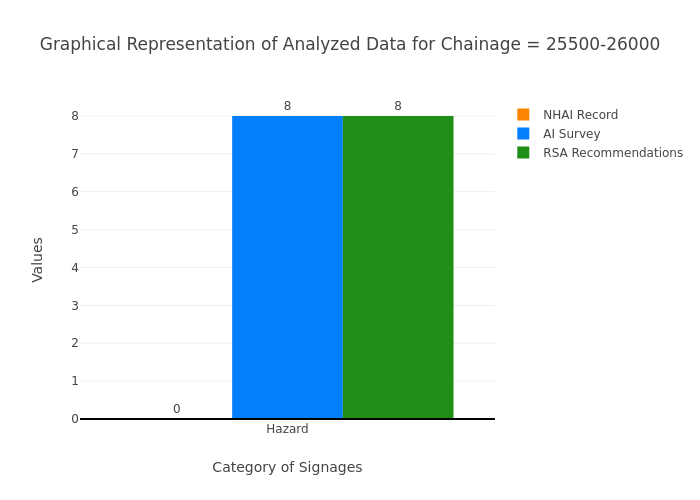 Graphical Representation of Analyzed Data for Chainage = 25500-26000
8
8
NHAI Record
AI Survey
RSA Recommendations
8
7
6
5
4
3
2
1
0
0
Values
Hazard
Category of Signages